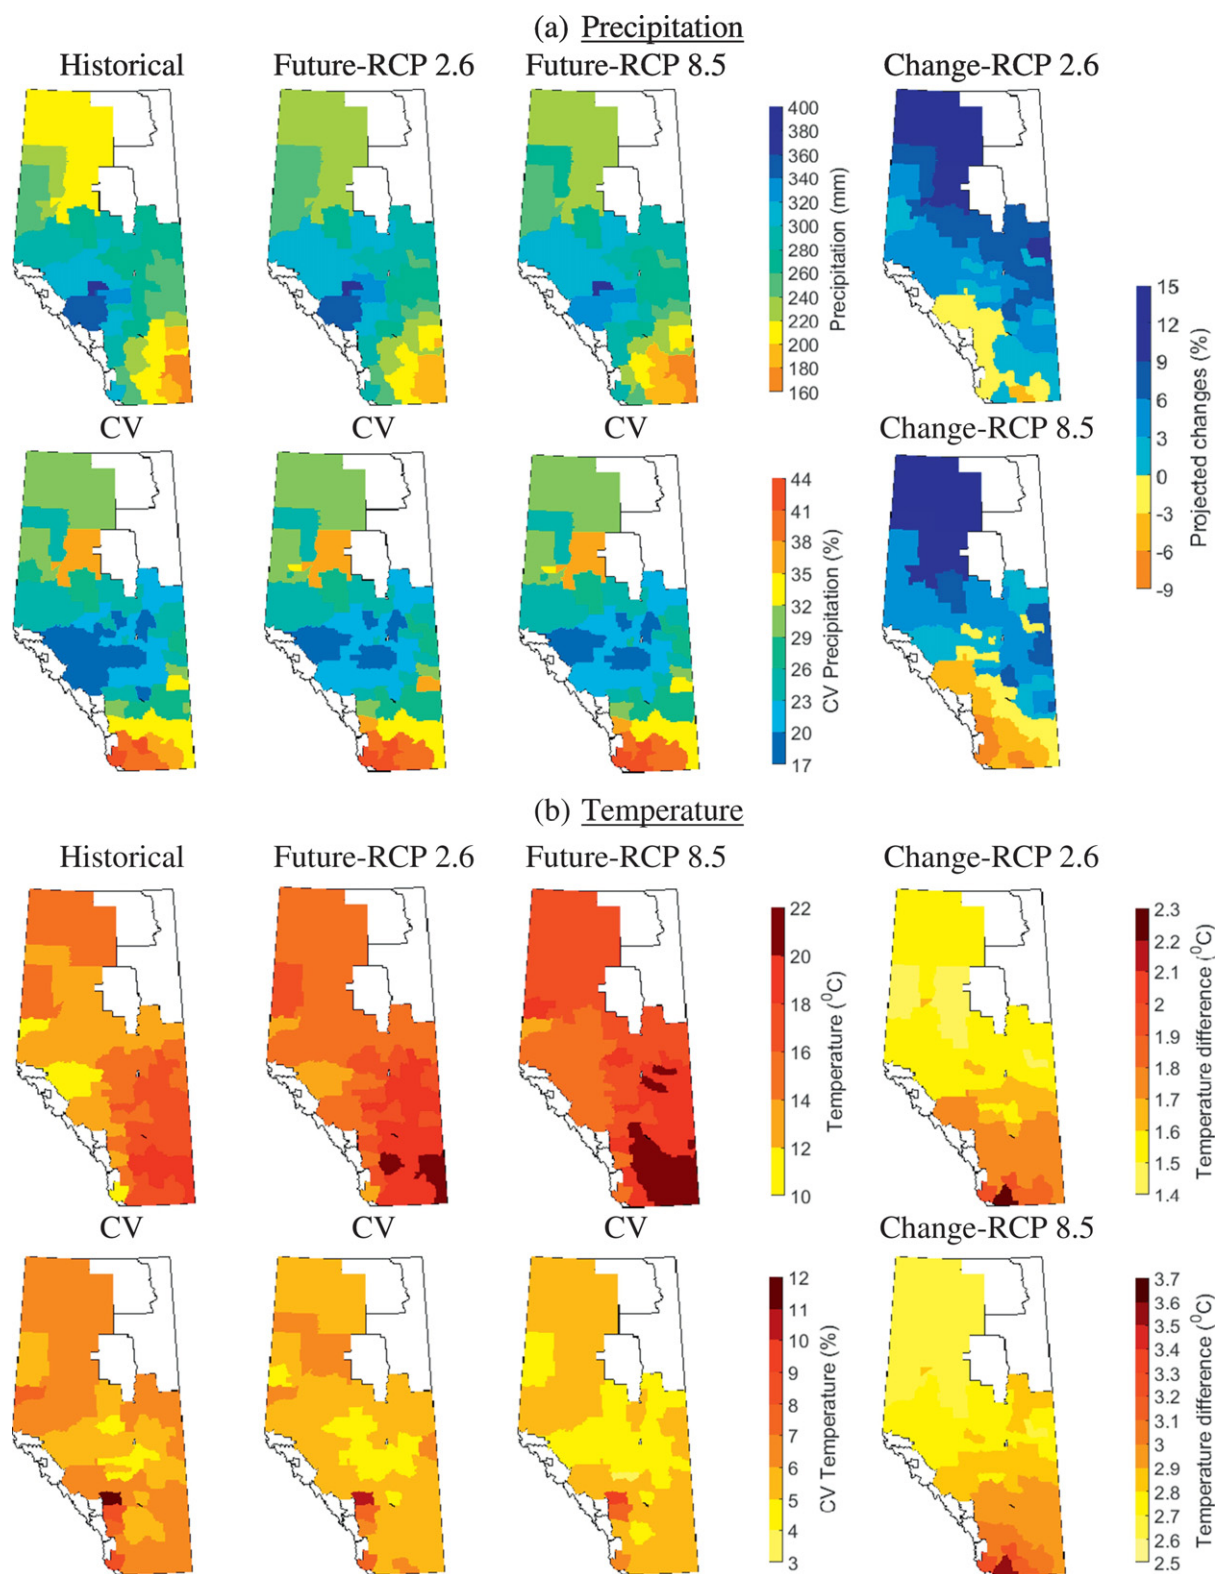 (a) Precipitation
Historical
Future-RCP 2.6
Future-RCP 8.5
Change-RCP 2.6
400
380
360
340
320
300
280
260
240
220
200
180
160
Precipitation (mm)
15
12
9
6
3
0
-3
-6
-9
Projected changes (%)
CV
CV
CV
Change-RCP 8.5
44
41
38
35
32
29
26
23
20
17
CV Precipitation (%)
(b) Temperature
Historical
Future-RCP 2.6
Future-RCP 8.5
Change-RCP 2.6
22
20
18
16
14
12
10
Temperature (⁰C)
2.3
2.2
2.1
2
1.9
1.8
1.7
1.6
1.5
1.4
Temperature difference (⁰C)
CV
CV
CV
Change-RCP 8.5
12
11
10
9
8
7
6
5
4
3
CV Temperature (%)
3.7
3.6
3.5
3.4
3.3
3.2
3.1
3
2.9
2.8
2.7
2.6
2.5
Temperature difference (⁰C)